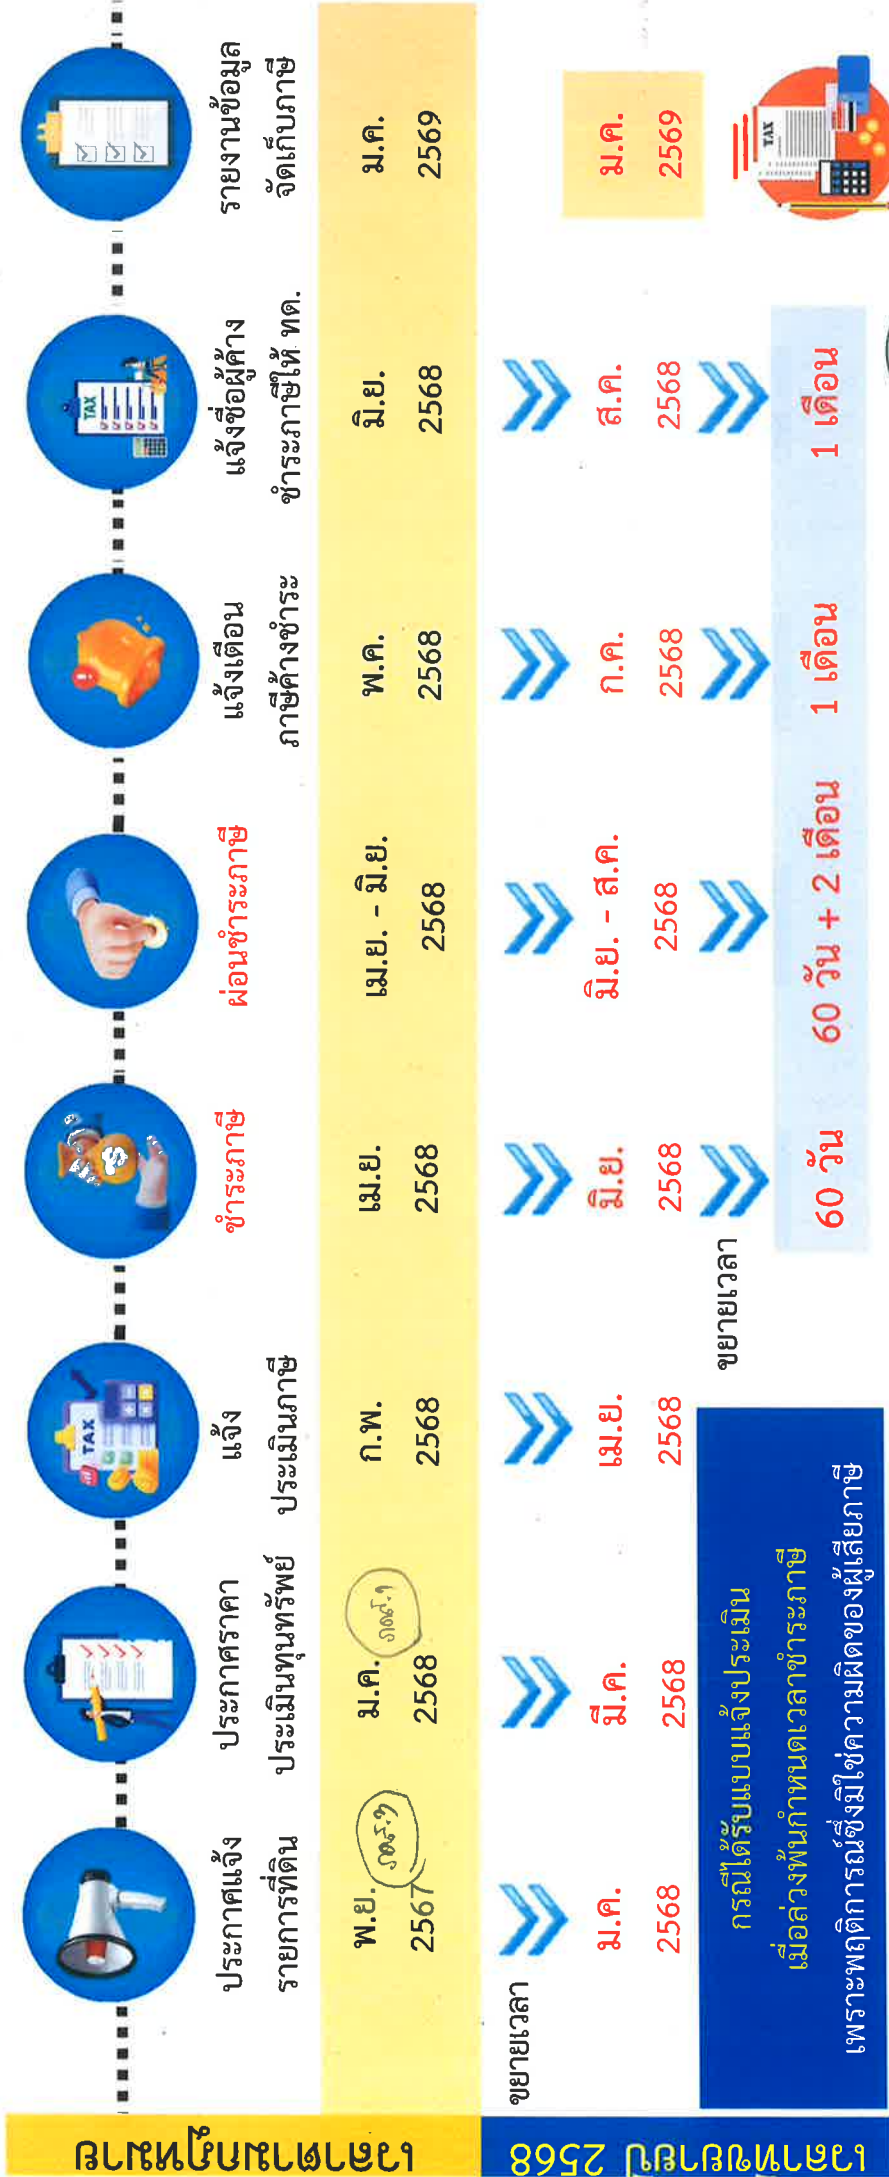 เวลาตามกฎหมาย
ประกาศแจ้ง
รายการที่ดิน
พ.ย.
2567
ประกาศราคา
ประเมินทุนทรัพย์
ม.ค.
2568
แจ้ง
ประเมินภาษี
ก.พ.
2568
ชำระภาษี
เม.ย.
2568
ผ่อนชำระภาษี
เม.ย. - มิ.ย.
2568
แจ้งเตือน
ภาษีค้างชำระ
พ.ค.
2568
แจ้งชื่อผู้ค้าง
ชำระภาษีให้ ทด.
มิ.ย.
2568
รายงานข้อมูล
จัดเก็บภาษี
ม.ค.
2569
เวลาที่ขยายปี 2568
ขยายเวลา
ม.ค.
2568
มี.ค.
2568
เม.ย.
2568
มิ.ย.
2568
มิ.ย. - ส.ค.
2568
ก.ค.
2568
ส.ค.
2568
ม.ค.
2569
กรณีได้รับแบบแจ้งประเมิน
เมื่อล่วงพ้นกำหนดเวลาชำระภาษี
เพราะพฤติการณ์ซึ่งมิใช่ความผิดของผู้เสียภาษี
ขยายเวลา
60 วัน
60 วัน + 2 เดือน
1 เดือน
1 เดือน
TAX
TAX
TAX